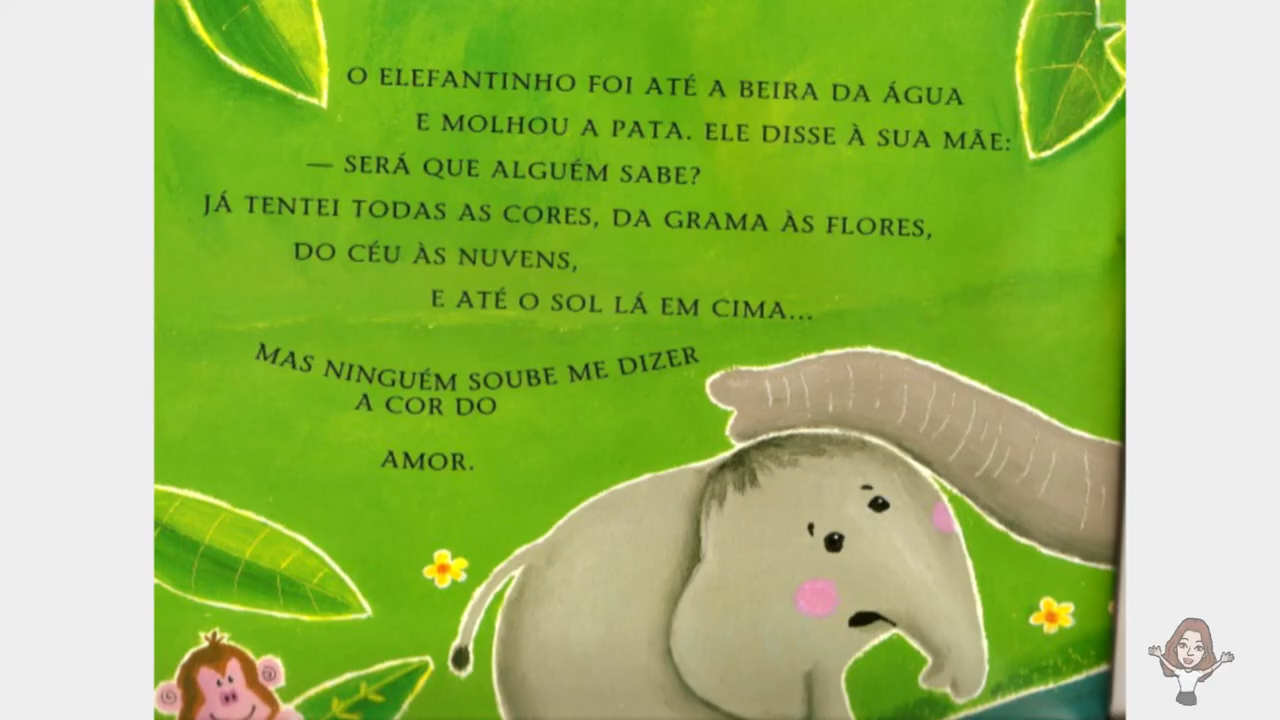 O ELEFANTINHO FOI ATÉ A BEIRA DA ÁGUA
E MOLHOU A PATA. ELE DISSE À SUA MÃE:
— SERÁ QUE ALGUÉM SABE?
JÁ TENTEI TODAS AS CORES, DA GRAMA ÀS FLORES,
DO CÉU ÀS NUVENS,
E ATÉ O SOL LÁ EM CIMA...
MAS NINGUÉM SOUBE ME DIZER
A COR DO
AMOR.